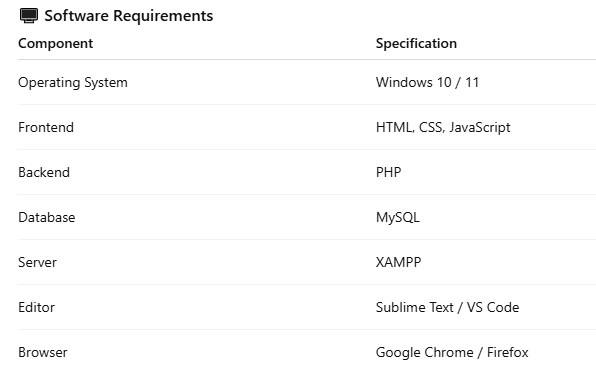 Software Requirements
Component Specification
Operating System Windows 10 / 11
Frontend HTML, CSS, JavaScript
Backend PHP
Database MySQL
Server XAMPP
Editor Sublime Text / VS Code
Browser Google Chrome / Firefox